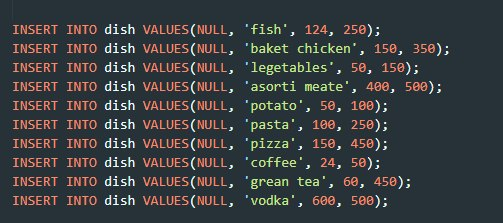 INSERT INTO dish VALUES(NULL, 'fish', 124, 250);
INSERT INTO dish VALUES(NULL, 'baket chicken', 150, 350);
INSERT INTO dish VALUES(NULL, 'legetables', 50, 150);
INSERT INTO dish VALUES(NULL, 'asorti meate', 400, 500);
INSERT INTO dish VALUES(NULL, 'potato', 50, 100);
INSERT INTO dish VALUES(NULL, 'pasta', 100, 250);
INSERT INTO dish VALUES(NULL, 'pizza', 150, 450);
INSERT INTO dish VALUES(NULL, 'coffee', 24, 50);
INSERT INTO dish VALUES(NULL, 'grean tea', 60, 450);
INSERT INTO dish VALUES(NULL, 'vodka', 600, 500);